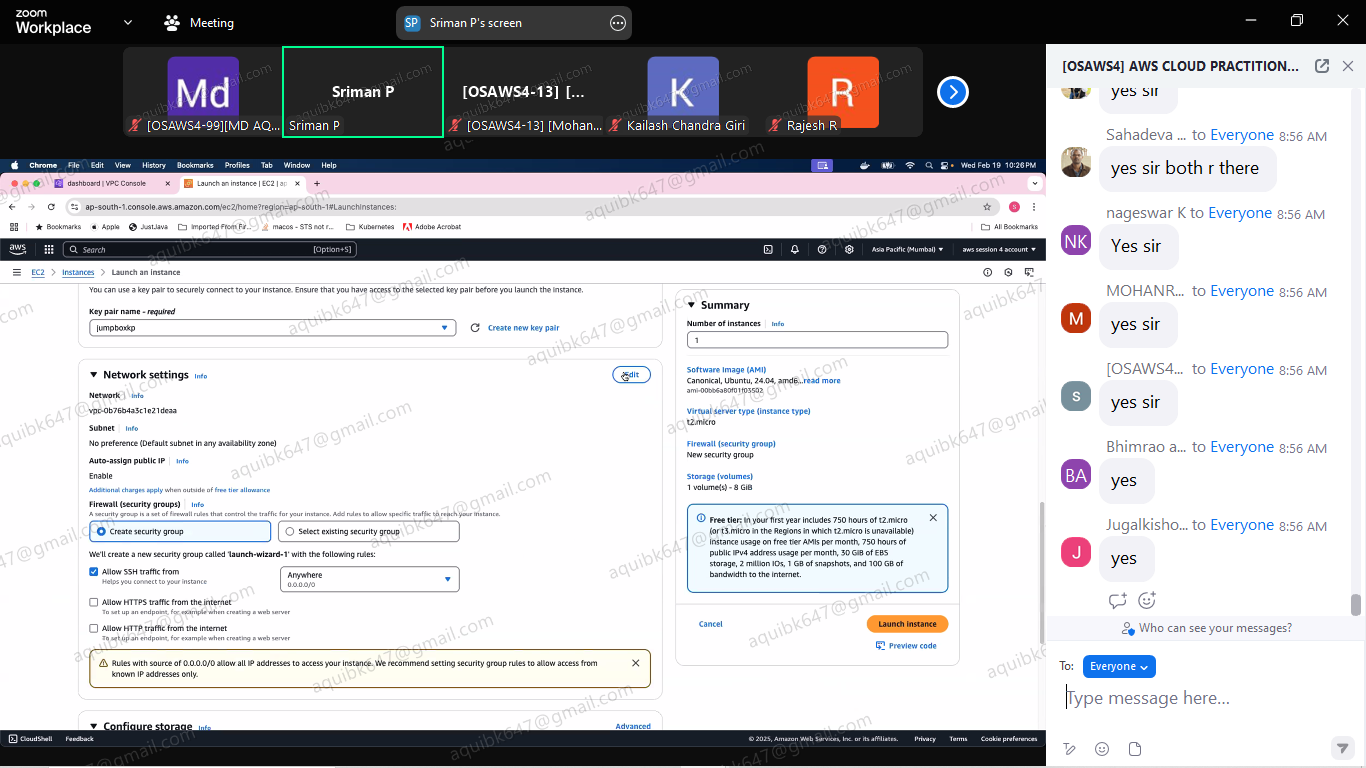 zoom
Workplace
Meeting
SP Sriman P's screen
Md
[OSAWS4-99][MD AQ...
Sriman P
Sriman P
[OSAWS4-13] [...
[OSAWS4-13] [Mohan...
K
Kailash Chandra Giri
R
Rajesh R
Chrome File Edit View History Bookmarks Profiles Tab Window Help
Wed Feb 19 10:26 PM
dashboard | VPC Console
Launch an instance | EC2 | ap
ap-south-1.console.aws.amazon.com/ec2/home?region=ap-south-1#LaunchInstances:
Bookmarks Apple JustJava Imported From Fir... macos - STS not r... Kubernetes Adobe Acrobat
All Bookmarks
aws Search [Option+S]
Asia Pacific (Mumbai) aws session 4 account
EC2 > Instances > Launch an instance
You can use a key pair to securely connect to your instance. Ensure that you have access to the selected key pair before you launch the instance.
Key pair name - required
jumpboxkp
Create new key pair
Network settings Info
Edit
Network Info
vpc-0b76b4a3c1e21deaa
Subnet Info
No preference (Default subnet in any availability zone)
Auto-assign public IP Info
Enable
Additional charges apply when outside of free tier allowance
Firewall (security groups) Info
A security group is a set of firewall rules that control the traffic for your instance. Add rules to allow specific traffic to reach your instance.
Create security group
Select existing security group
We'll create a new security group called 'launch-wizard-1' with the following rules:
Allow SSH traffic from
Helps you connect to your instance
Anywhere
0.0.0.0/0
Allow HTTPS traffic from the internet
To set up an endpoint, for example when creating a web server
Allow HTTP traffic from the internet
To set up an endpoint, for example when creating a web server
Rules with source of 0.0.0.0/0 allow all IP addresses to access your instance. We recommend setting security group rules to allow access from
known IP addresses only.
Configure storage Info
Advanced
Summary
Number of instances Info
1
Software Image (AMI)
Canonical, Ubuntu, 24.04, amd6...read more
ami-00bb6a80f01f03502
Virtual server type (instance type)
t2.micro
Firewall (security group)
New security group
Storage (volumes)
1 volume(s) - 8 GiB
Free tier: In your first year includes 750 hours of t2.micro
(or t3.micro in the Regions in which t2.micro is unavailable)
instance usage on free tier AMIs per month, 750 hours of
public IPv4 address usage per month, 30 GiB of EBS
storage, 2 million IOs, 1 GB of snapshots, and 100 GB of
bandwidth to the internet.
Cancel
Launch instance
Preview code
CloudShell Feedback
© 2025, Amazon Web Services, Inc. or its affiliates. Privacy Terms Cookie preferences
[OSAWS4] AWS CLOUD PRACTITION...
yes sir
Sahadeva ... to Everyone 8:56 AM
yes sir both r there
nageswar K to Everyone 8:56 AM
NK
Yes sir
MOHANR... to Everyone 8:56 AM
M
yes sir
[OSAWS4... to Everyone 8:56 AM
S
yes sir
Bhimrao a... to Everyone 8:56 AM
BA
yes
Jugalkisho... to Everyone 8:56 AM
J
yes
Who can see your messages?
To: Everyone
Type message here...
aquibk647@gmail.com